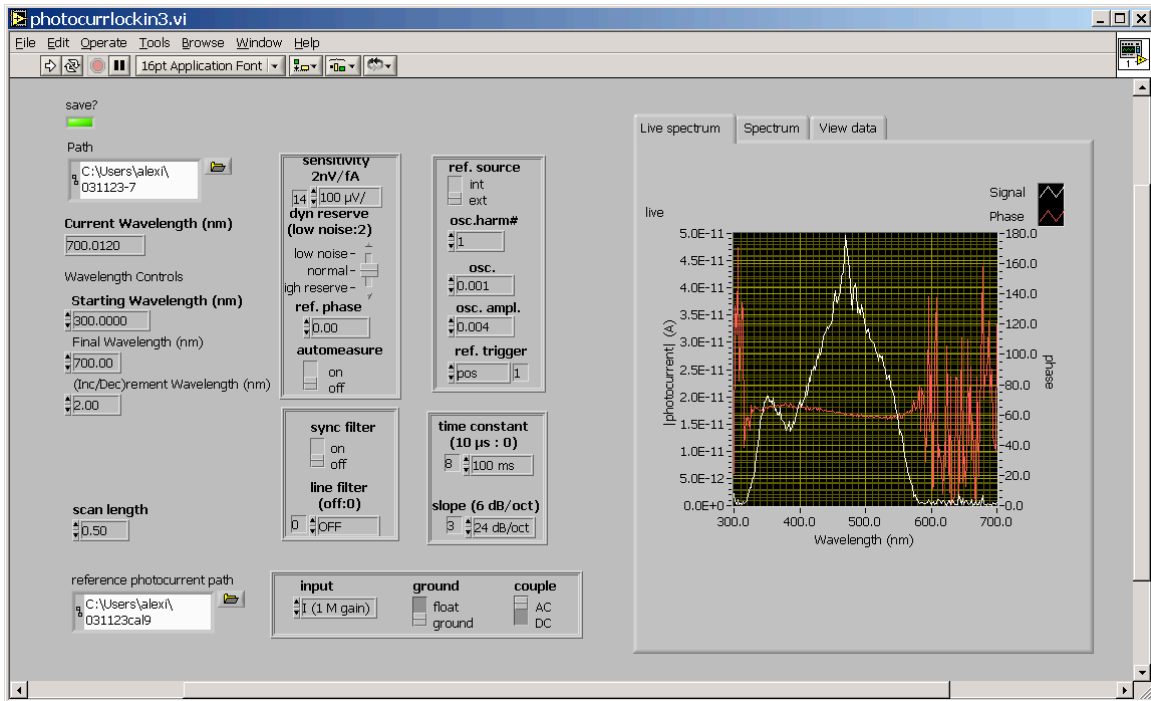 photocurrlockin3.vi
File Edit Operate Tools Browse Window Help
16pt Application Font
1
save?
Path
C:\Users\alexi\
031123-7
Current Wavelength (nm)
700.0120
Wavelength Controls
Starting Wavelength (nm)
300.0000
Final Wavelength (nm)
700.00
(Inc/Dec)rement Wavelength (nm)
2.00
scan length
0.50
reference photocurrent path
C:\Users\alexi\
031123cal9
sensitivity
2nV/fA
14 100 µV/
dyn reserve
(low noise:2)
low noise-
normal-
igh reserve-
ref. phase
0.00
automeasure
on
off
sync filter
on
off
line filter
(off:0)
0 OFF
ref. source
int
ext
osc.harm#
1
osc.
0.001
osc. ampl.
0.004
ref. trigger
pos 1
time constant
(10 µs : 0)
8 100 ms
slope (6 dB/oct)
3 24 dB/oct
input
I (1 M gain)
ground
float
ground
couple
AC
DC
Live spectrum Spectrum View data
Signal
Phase
live
5.0E-11
4.5E-11
4.0E-11
3.5E-11
3.0E-11
2.5E-11
2.0E-11
1.5E-11
1.0E-11
5.0E-12
0.0E+0
|photocurrent| (A)
180.0
160.0
140.0
120.0
100.0
80.0
60.0
40.0
20.0
0.0
phase
300.0 400.0 500.0 600.0 700.0
Wavelength (nm)